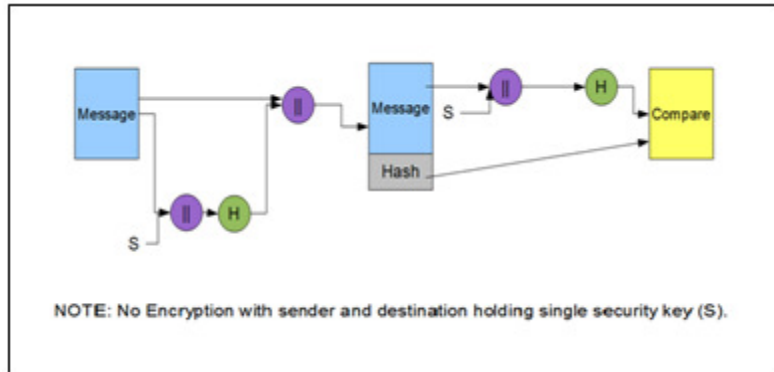 Message
||
Message
S
||
H
Compare
Hash
||
H
S
NOTE: No Encryption with sender and destination holding single security key (S).